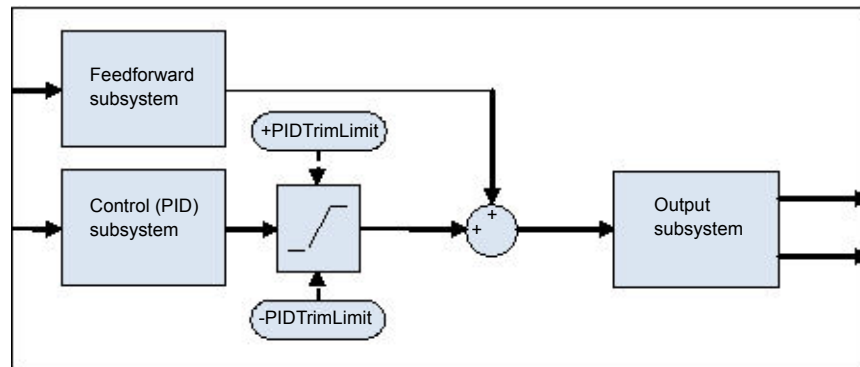 Feedforward
subsystem
+PIDTrimLimit
Control (PID)
subsystem
+
+
Output
subsystem
-PIDTrimLimit